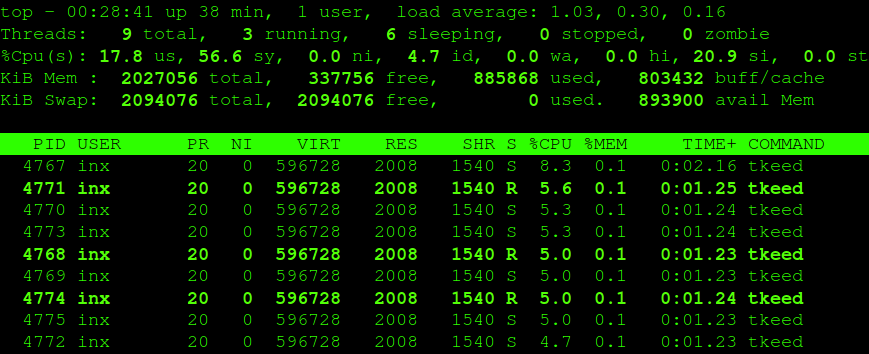 top - 00:28:41 up 38 min,  1 user,  load average: 1.03, 0.30, 0.16
Threads:   9 total,   3 running,   6 sleeping,   0 stopped,   0 zombie
%Cpu(s): 17.8 us, 56.6 sy,  0.0 ni,  4.7 id,  0.0 wa,  0.0 hi, 20.9 si,  0.0 st
KiB Mem :  2027056 total,   337756 free,   885868 used,   803432 buff/cache
KiB Swap:  2094076 total,  2094076 free,        0 used.   893900 avail Mem
PID USER      PR  NI    VIRT    RES    SHR S %CPU %MEM     TIME+ COMMAND
4767 inx       20   0  596728   2008   1540 S  8.3  0.1   0:02.16 tkeed
4771 inx       20   0  596728   2008   1540 R  5.6  0.1   0:01.25 tkeed
4770 inx       20   0  596728   2008   1540 S  5.3  0.1   0:01.24 tkeed
4773 inx       20   0  596728   2008   1540 S  5.3  0.1   0:01.24 tkeed
4768 inx       20   0  596728   2008   1540 R  5.0  0.1   0:01.23 tkeed
4769 inx       20   0  596728   2008   1540 S  5.0  0.1   0:01.23 tkeed
4774 inx       20   0  596728   2008   1540 R  5.0  0.1   0:01.24 tkeed
4775 inx       20   0  596728   2008   1540 S  5.0  0.1   0:01.23 tkeed
4772 inx       20   0  596728   2008   1540 S  4.7  0.1   0:01.23 tkeed